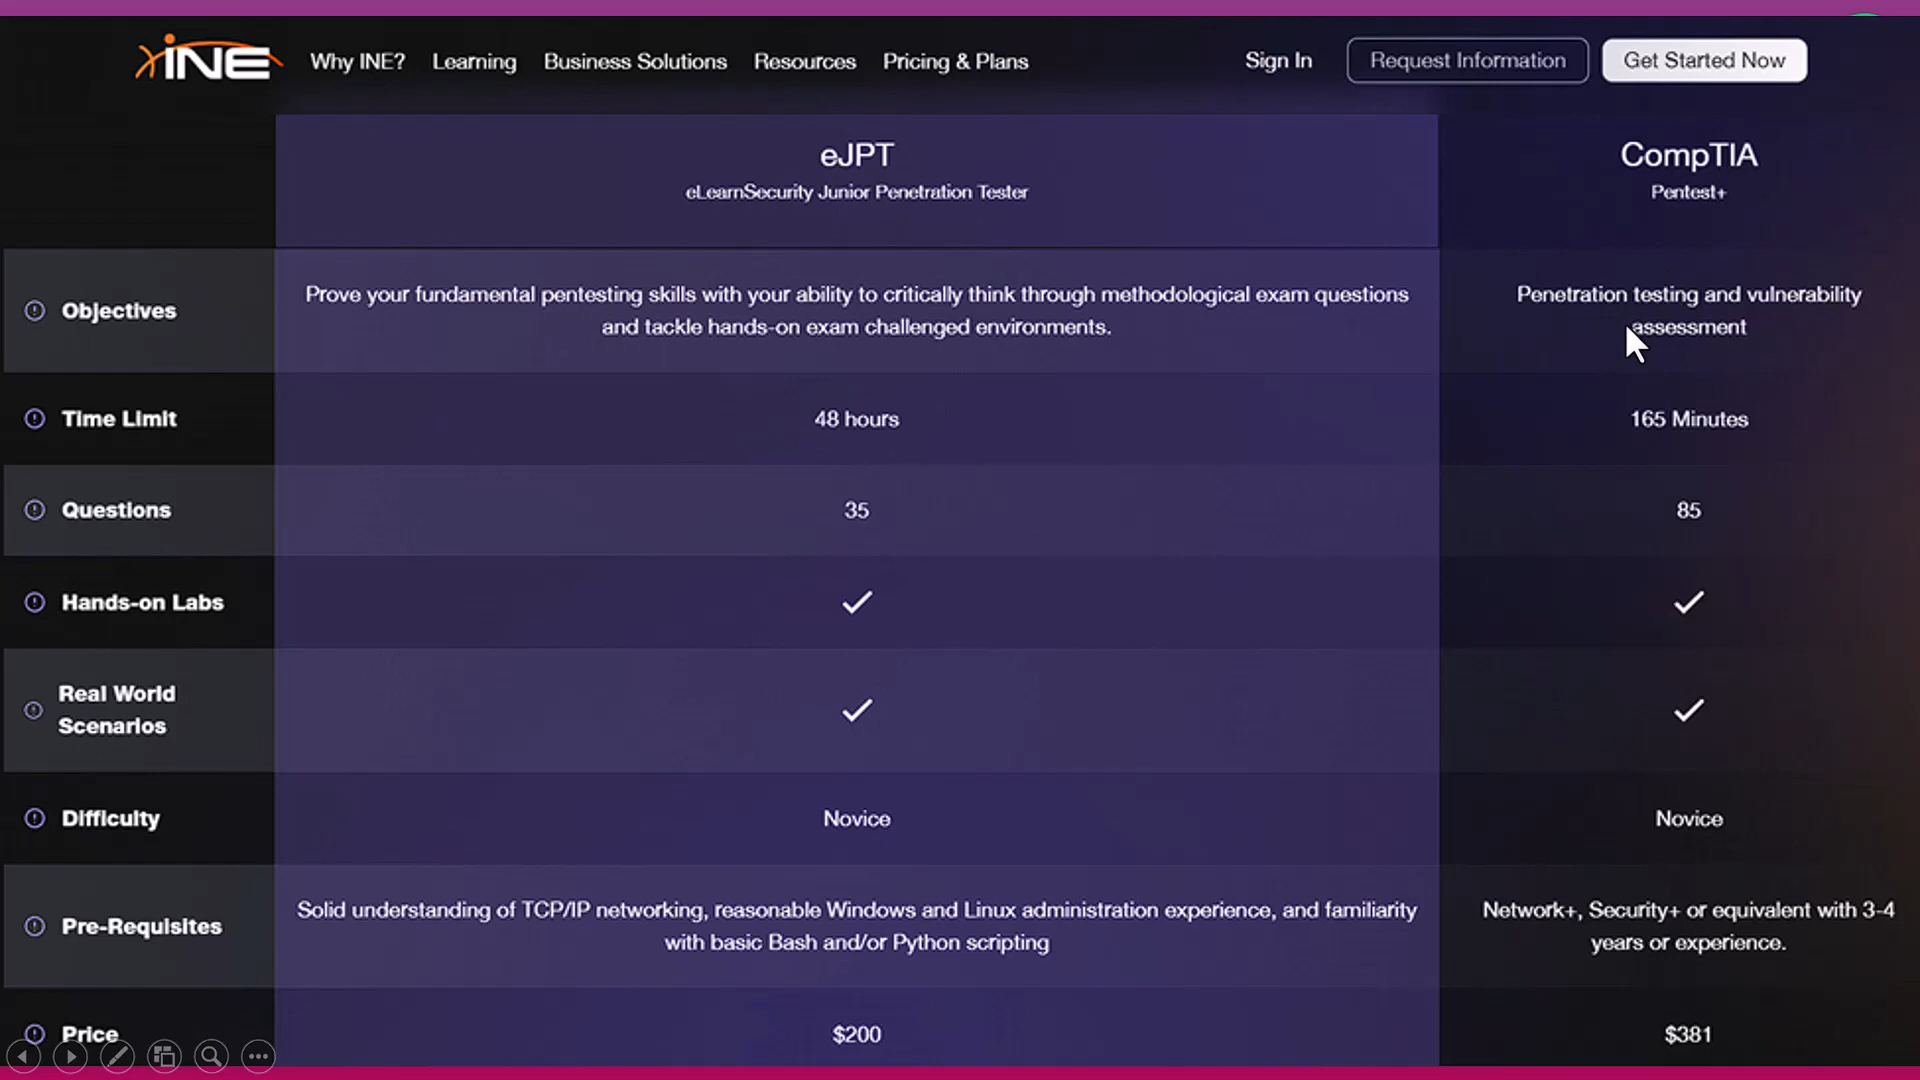 INE
Why INE? Learning Business Solutions Resources Pricing & Plans Sign In Request Information Get Started Now
eJPT
eLearnSecurity Junior Penetration Tester
CompTIA
Pentest+
Objectives
Prove your fundamental pentesting skills with your ability to critically think through methodological exam questions
and tackle hands-on exam challenged environments.
Penetration testing and vulnerability
assessment
Time Limit
48 hours
165 Minutes
Questions
35
85
Hands-on Labs
Real World
Scenarios
Difficulty
Novice
Novice
Pre-Requisites
Solid understanding of TCP/IP networking, reasonable Windows and Linux administration experience, and familiarity
with basic Bash and/or Python scripting
Network+, Security+ or equivalent with 3-4
years or experience.
Price
$200
$381